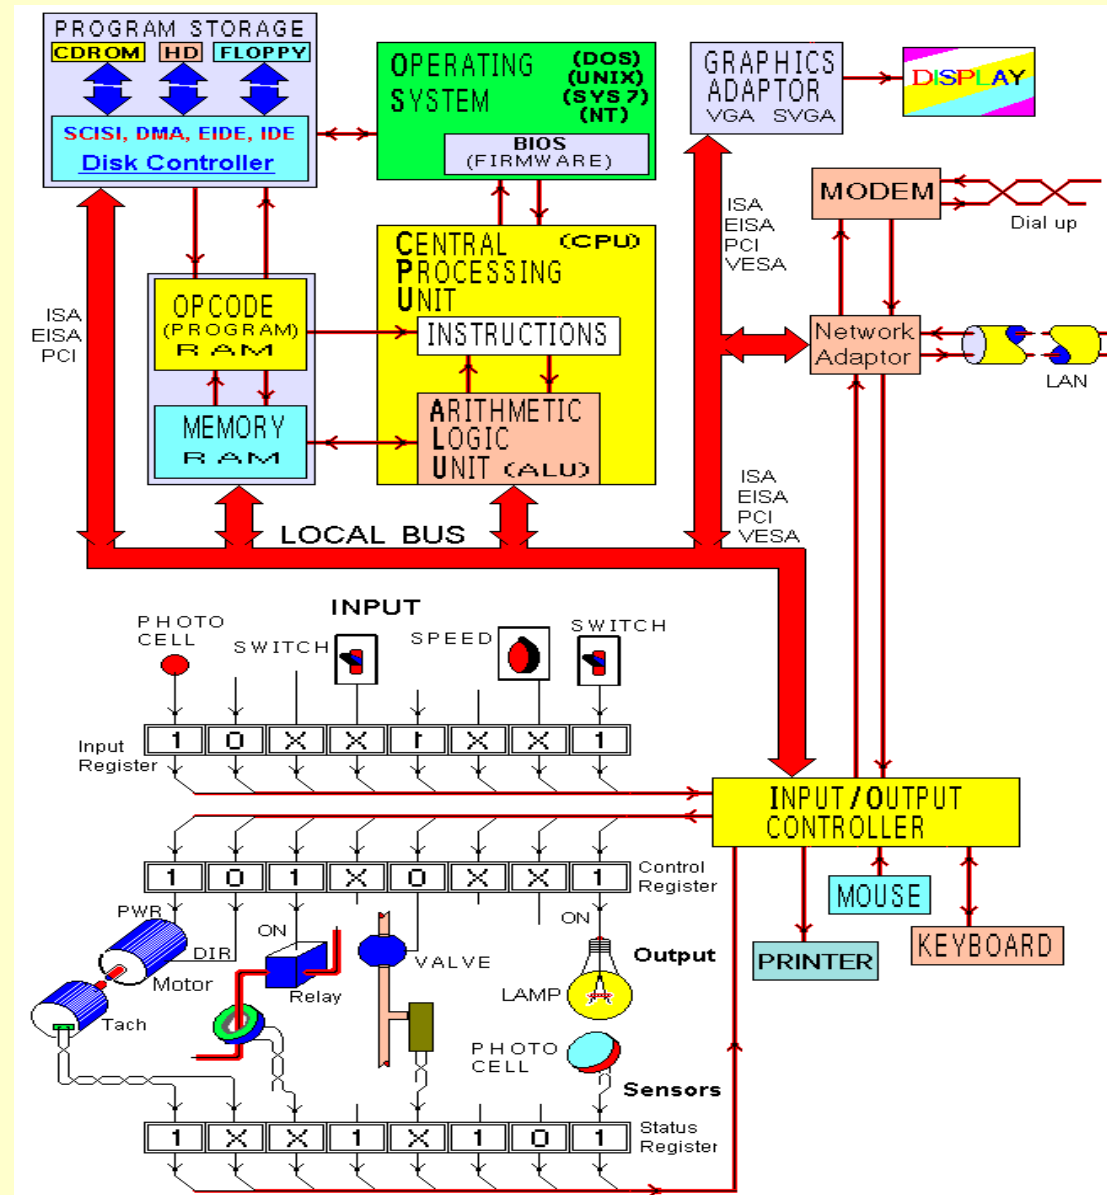 PROGRAM STORAGE
CDROM HD FLOPPY
SCISI, DMA, EIDE, IDE
Disk Controller
OPERATING (DOS)
(UNIX)
SYSTEM (SYS7)
(NT)
BIOS
(FIRMWARE)
GRAPHICS
ADAPTOR
VGA SVGA
DISPLAY
MODEM
Dial up
ISA
EISA
PCI
VESA
CENTRAL (CPU)
PROCESSING
UNIT
INSTRUCTIONS
OPCODE
(PROGRAM)
RAM
ISA
EISA
PCI
Network
Adaptor
LAN
MEMORY
RAM
ARITHMETIC
LOGIC
UNIT (ALU)
ISA
EISA
PCI
VESA
LOCAL BUS
INPUT
PHOTO
CELL
SWITCH
SPEED
SWITCH
Input
Register
1 0 X X 1 X X 1
INPUT/OUTPUT
CONTROLLER
1 0 1 X 0 X X 1
Control
Register
MOUSE
KEYBOARD
PRINTER
PWR
DIR
Motor
Tach
ON
Relay
VALVE
ON
Output
LAMP
PHOTO
CELL
Sensors
1 X X 1 X 1 0 1
Status
Register